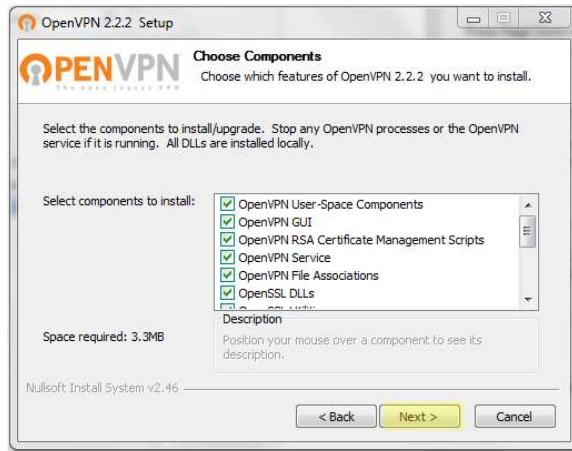 OpenVPN 2.2.2 Setup
OPENVPN
The open source VPN
Choose Components
Choose which features of OpenVPN 2.2.2 you want to install.
Select the components to install/upgrade. Stop any OpenVPN processes or the OpenVPN
service if it is running. All DLLs are installed locally.
Select components to install:
OpenVPN User-Space Components
OpenVPN GUI
OpenVPN RSA Certificate Management Scripts
OpenVPN Service
OpenVPN File Associations
OpenSSL DLLs
Space required: 3.3MB
Description
Position your mouse over a component to see its
description.
Nullsoft Install System v2.46
< Back
Next >
Cancel